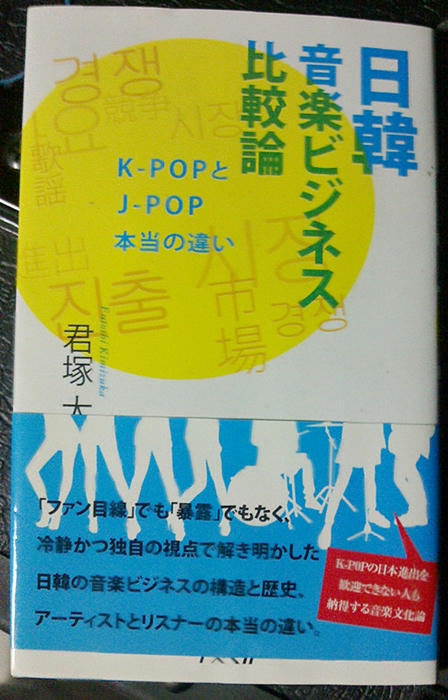 日韓
音楽ビジネス
比較論
K-POPと
J-POP
本当の違い
경쟁
競争
시장
가요
歌謡
進出
진출
시장
市場
경쟁
君塚 太
Futoshi Kimizuka
「ファン目線」でも「暴露」でもなく、
冷静かつ独自の視点で解き明かした
日韓の音楽ビジネスの構造と歴史、
アーティストとリスナーの本当の違い。
K-POPの日本進出を
歓迎できない人も
納得する音楽文化論